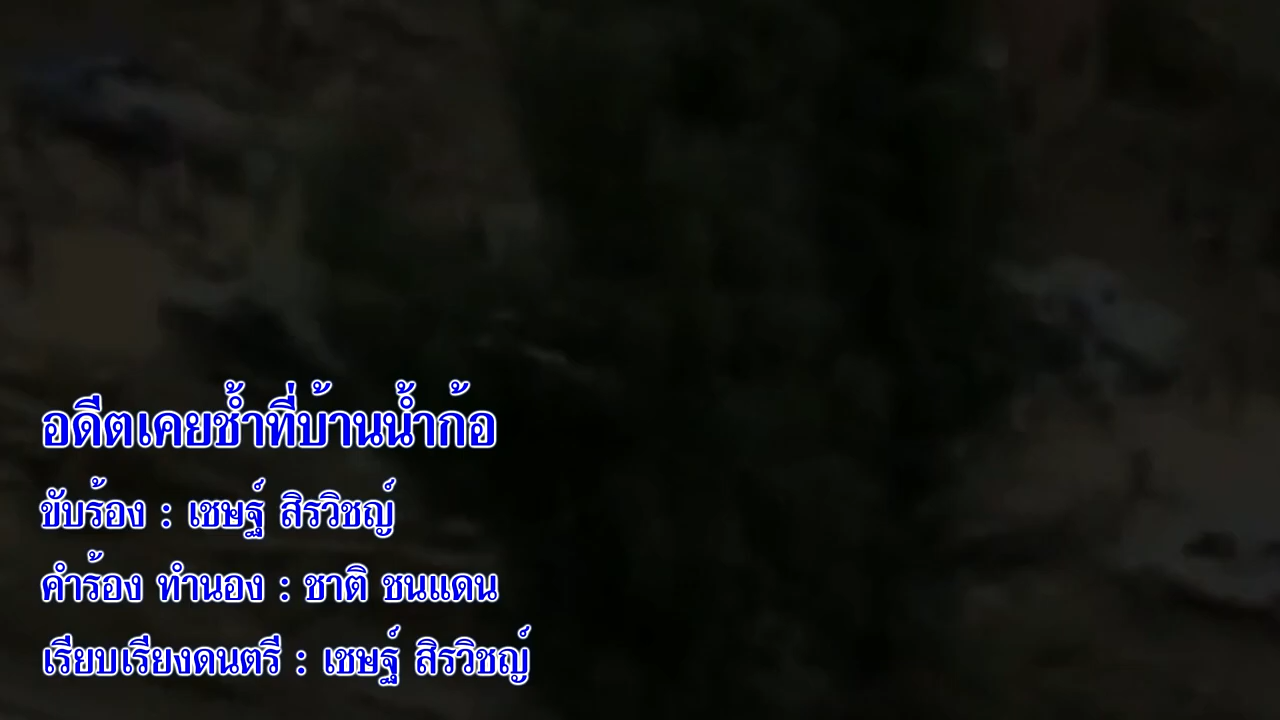 อดีตเคยช้ำที่บ้านน้ำก้อ
ขับร้อง : เชษฐ์ สิรวิชญ์
คำร้อง ทำนอง : ชาติ ชนแดน
เรียบเรียงดนตรี : เชษฐ์ สิรวิชญ์